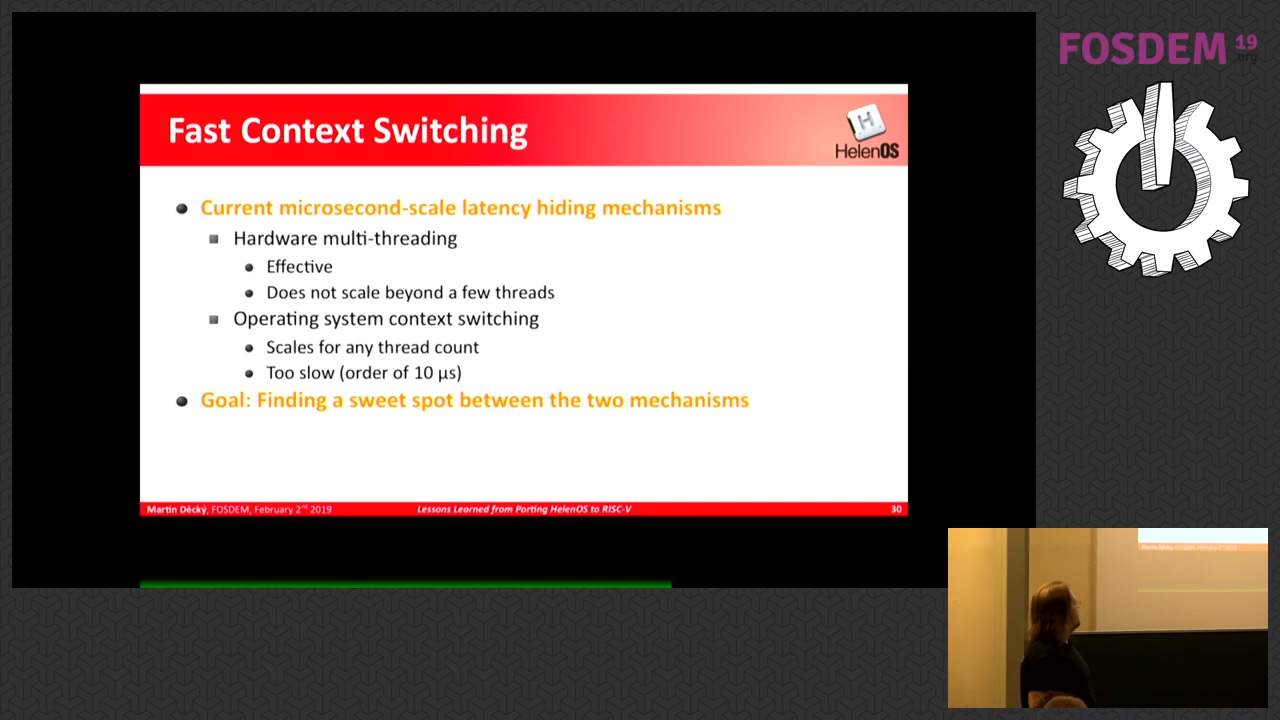 FOSDEM 19
.org
Fast Context Switching
H
HelenOS
Current microsecond-scale latency hiding mechanisms
Hardware multi-threading
Effective
Does not scale beyond a few threads
Operating system context switching
Scales for any thread count
Too slow (order of 10 µs)
Goal: Finding a sweet spot between the two mechanisms
Martin Děcký, FOSDEM, February 2nd 2019 Lessons Learned from Porting HelenOS to RISC-V 30